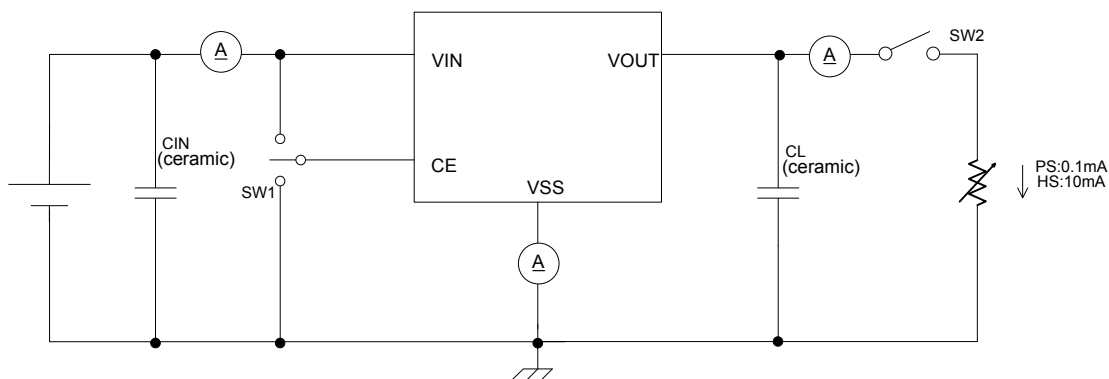 A
VIN
VOUT
A
SW2
CIN
(ceramic)
SW1
CE
VSS
CL
(ceramic)
PS:0.1mA
HS:10mA
A